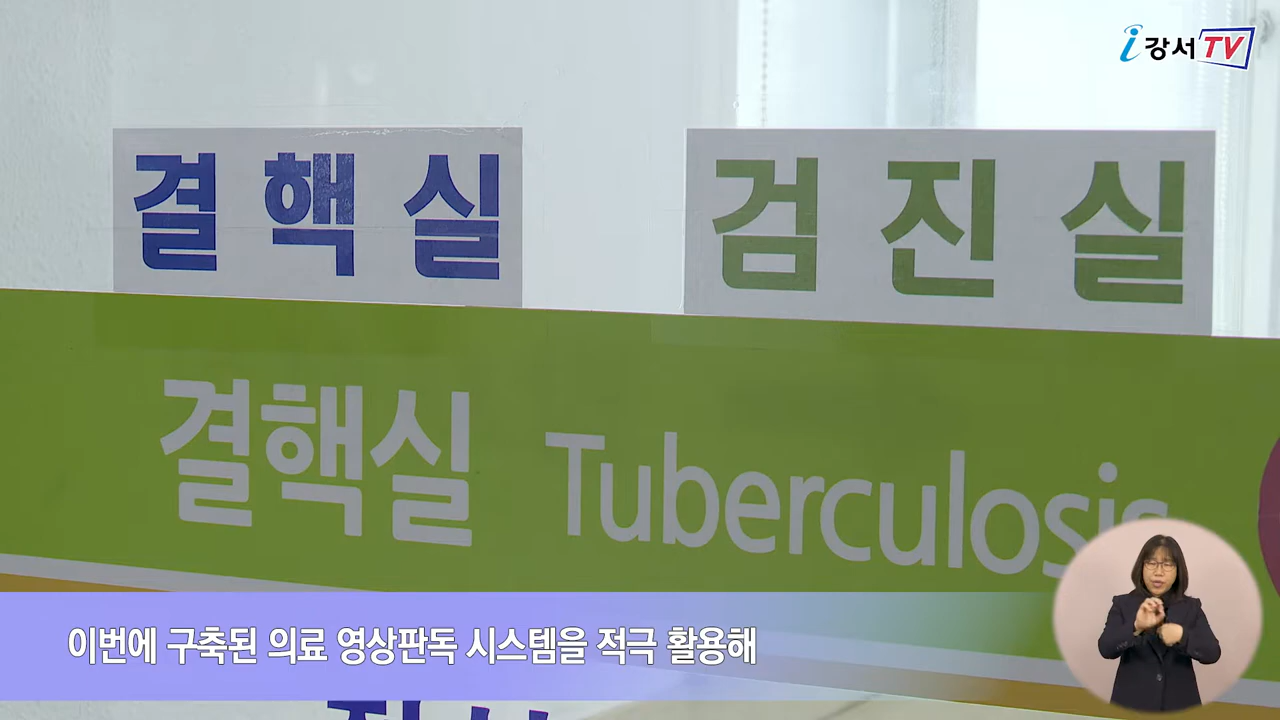 i강서TV
결핵실 검진실
결핵실 Tuberculosis
이번에 구축된 의료 영상판독 시스템을 적극 활용해